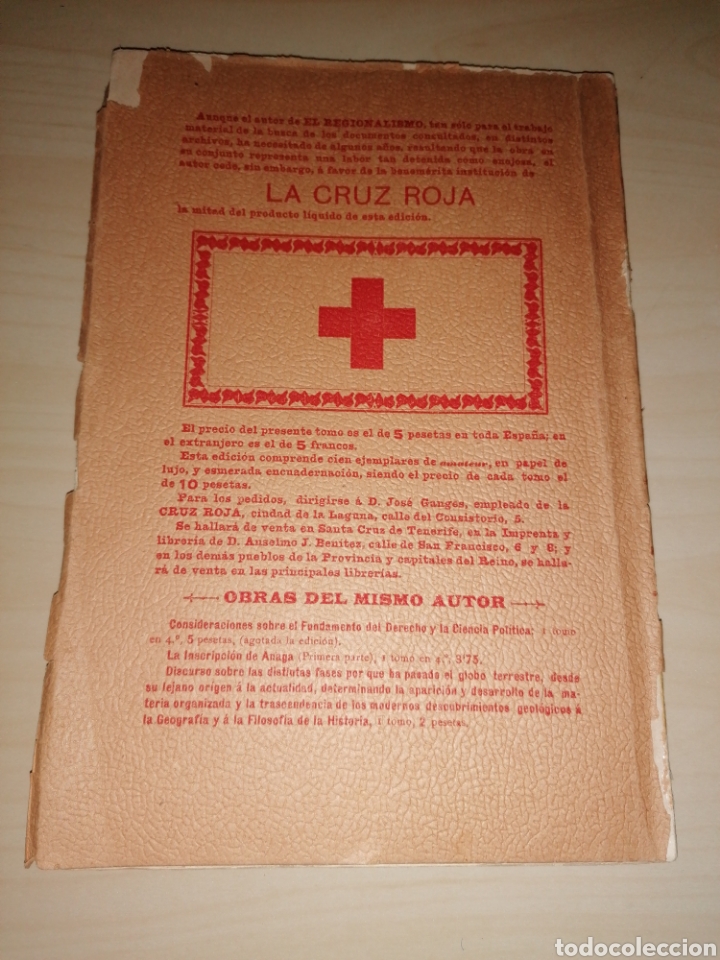 Aunque el autor de EL REGIONALISMO, tan sólo para el trabajo
material de la busca de los documentos consultados, en distintos
archivos, ha necesitado de algunos años, resultando que la obra en
su conjunto representa una labor tan detenida como enojosa, el
autor cede, sin embargo, á favor de la benemérita institución de
LA CRUZ ROJA
la mitad del producto líquido de esta edición.
El precio del presente tomo es el de 5 pesetas en toda España; en
el extranjero es el de 5 francos.
Esta edición comprende cien ejemplares de amateur, en papel de
lujo, y esmerada encuadernación, siendo el precio de cada tomo el
de 10 pesetas.
Para los pedidos, dirigirse á D. José Ganges, empleado de la
CRUZ ROJA, ciudad de la Laguna, calle del Consistorio, 5.
Se hallará de venta en Santa Cruz de Tenerife, en la Imprenta y
librería de D. Anselmo J. Benítez, calle de San Francisco, 6 y 8; y
en los demás pueblos de la Provincia y capitales del Reino, se halla-
rá de venta en las principales librerías.
OBRAS DEL MISMO AUTOR
Consideraciones sobre el Fundamento del Derecho y la Ciencia Política; 1 tomo
en 4.º, 5 pesetas, (agotada la edición).
La Inscripción de Anaga (Primera parte), 1 tomo en 4.º, 3'75.
Discurso sobre las distintas fases por que ha pasado el globo terrestre, desde
su lejano origen á la actualidad, determinando la aparición y desarrollo de la ma-
teria organizada y la trascendencia de los modernos descubrimientos geológicos á
la Geografía y á la Filosofía de la Historia, 1 tomo, 2 pesetas.
todocoleccion